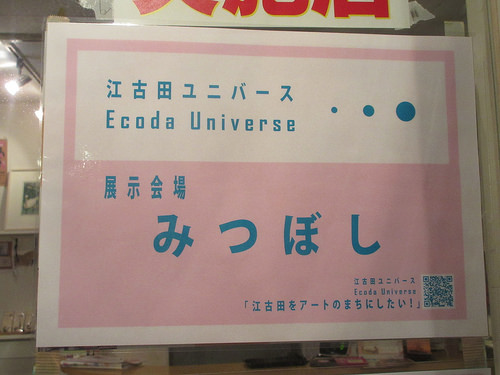 江古田ユニバース
Ecoda Universe
展示会場
みつぼし
江古田ユニバース
Ecoda Universe
「江古田をアートのまちにしたい!」